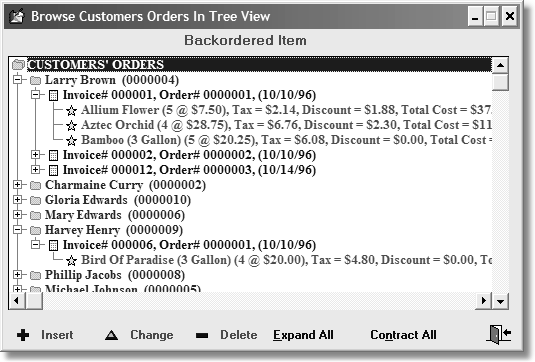 Browse Customers Orders In Tree View
Backordered Item
CUSTOMERS' ORDERS
Larry Brown (0000004)
Invoice# 000001, Order# 0000001, (10/10/96)
Allium Flower (5 @ $7.50), Tax = $2.14, Discount = $1.88, Total Cost = $37.
Aztec Orchid (4 @ $28.75), Tax = $6.76, Discount = $2.30, Total Cost = $11
Bamboo (3 Gallon) (5 @ $20.25), Tax = $6.08, Discount = $0.00, Total Cost =
Invoice# 000002, Order# 0000002, (10/10/96)
Invoice# 000012, Order# 0000003, (10/14/96)
Charmaine Curry (0000002)
Gloria Edwards (0000010)
Mary Edwards (0000006)
Harvey Henry (0000009)
Invoice# 000006, Order# 0000001, (10/10/96)
Bird Of Paradise (3 Gallon) (4 @ $20.00), Tax = $4.80, Discount = $0.00, To
Phillip Jacobs (0000008)
Michael Johnson (0000005)
Insert Change Delete Expand All Contract All